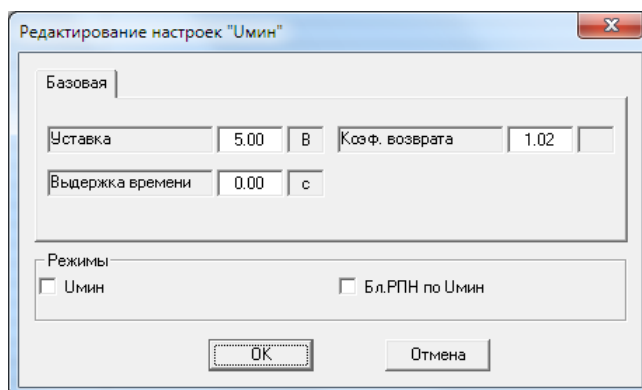 Редактирование настроек "Uмин"
Базовая
Уставка 5.00 В Коэф. возврата 1.02
Выдержка времени 0.00 с
Режимы
Uмин Бл.РПН по Uмин
OK Отмена